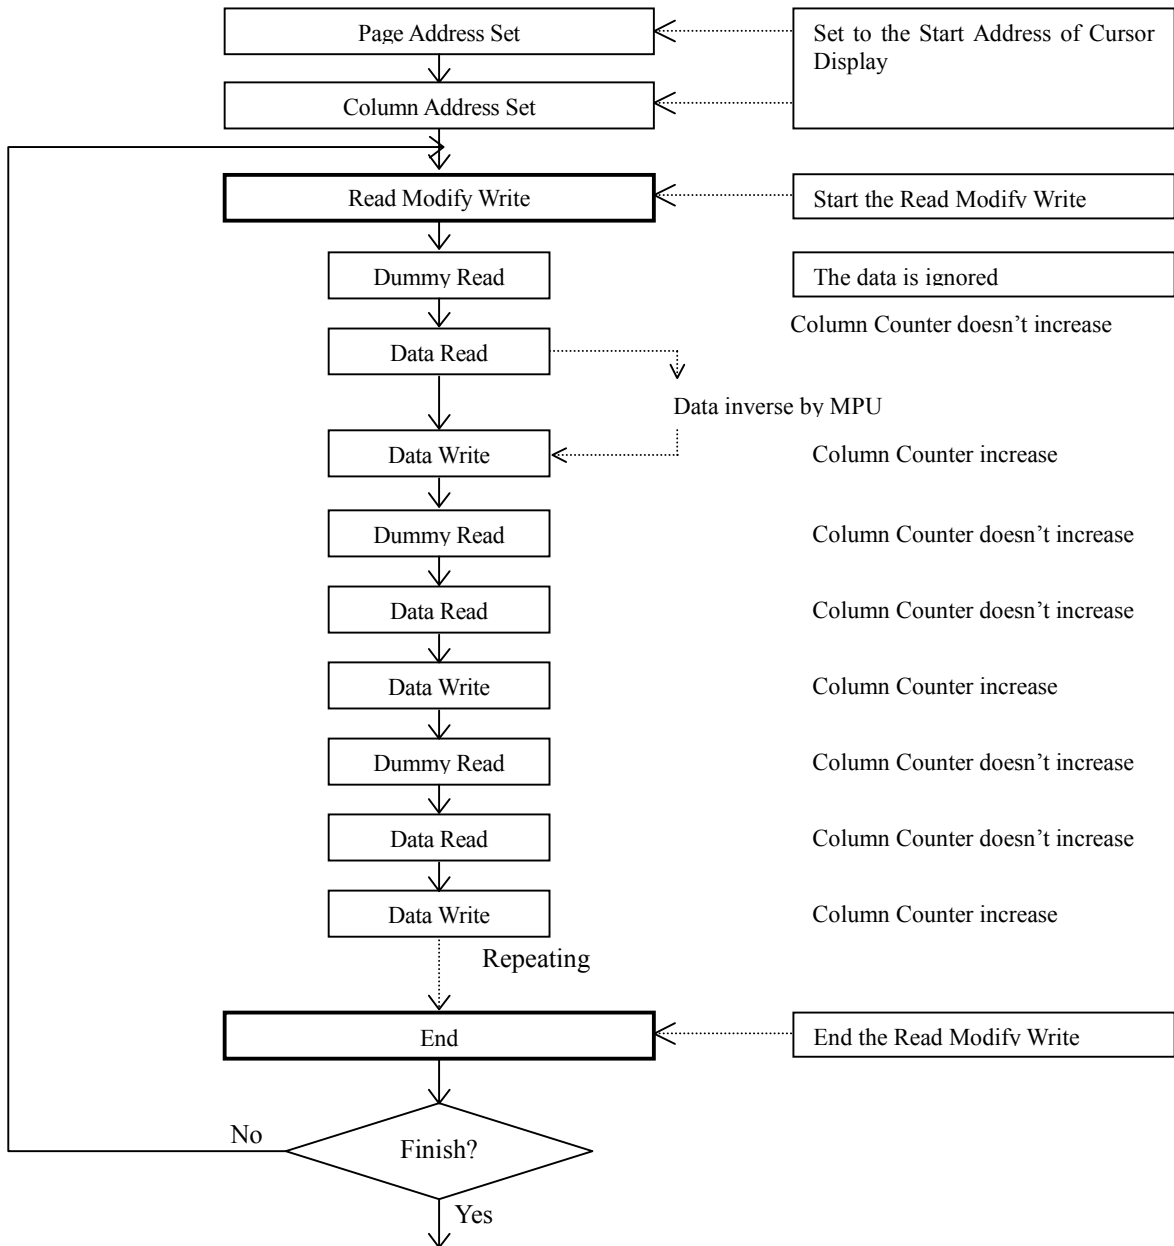 Page Address Set
Set to the Start Address of Cursor
Display
Column Address Set
Read Modify Write
Start the Read Modify Write
Dummy Read
The data is ignored
Column Counter doesn’t increase
Data Read
Data inverse by MPU
Data Write
Column Counter increase
Dummy Read
Column Counter doesn’t increase
Data Read
Column Counter doesn’t increase
Data Write
Column Counter increase
Dummy Read
Column Counter doesn’t increase
Data Read
Column Counter doesn’t increase
Data Write
Column Counter increase
Repeating
End
End the Read Modify Write
No
Finish?
Yes